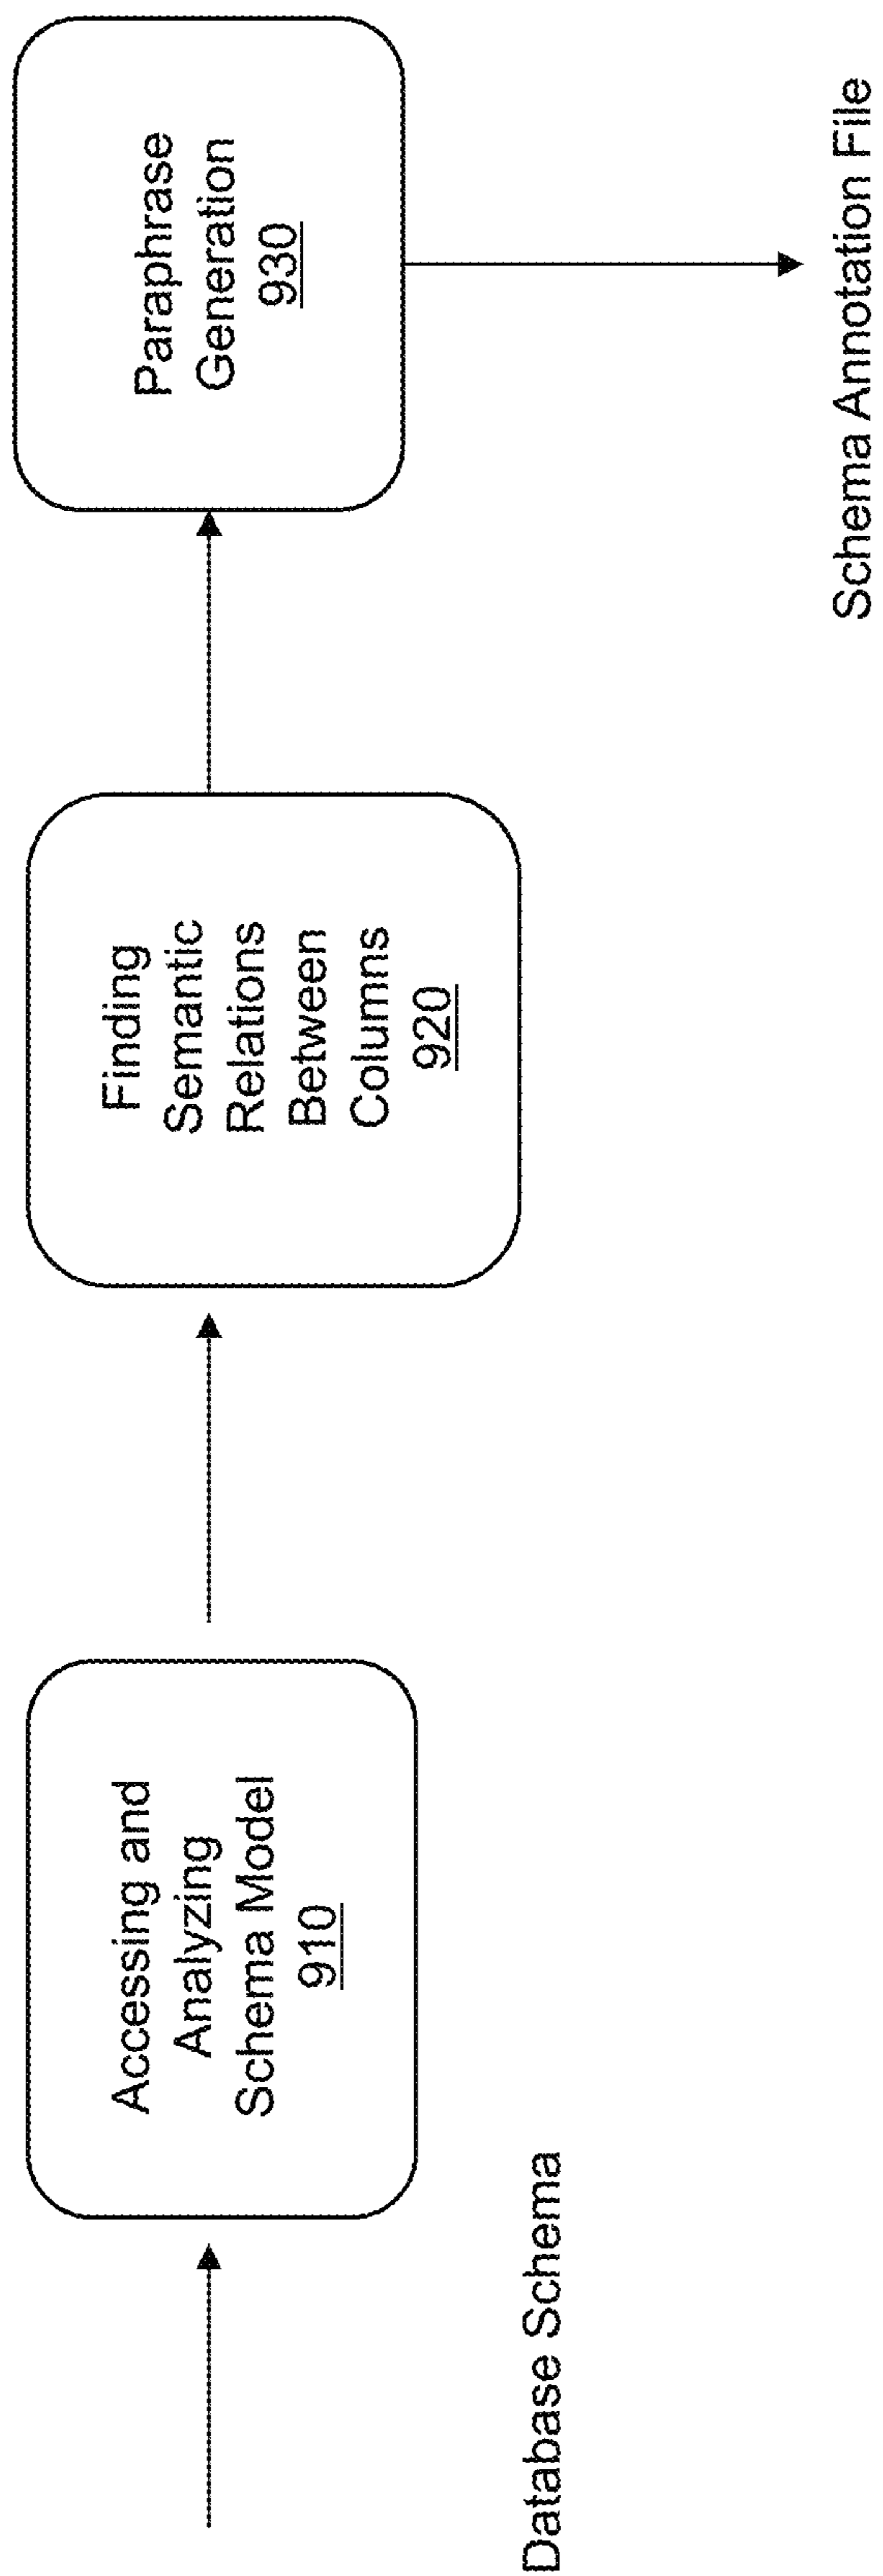 Accessing and
Analyzing
Schema Model
910
Finding
Semantic
Relations
Between
Columns
920
Paraphrase
Generation
930
Database Schema
Schema Annotation File